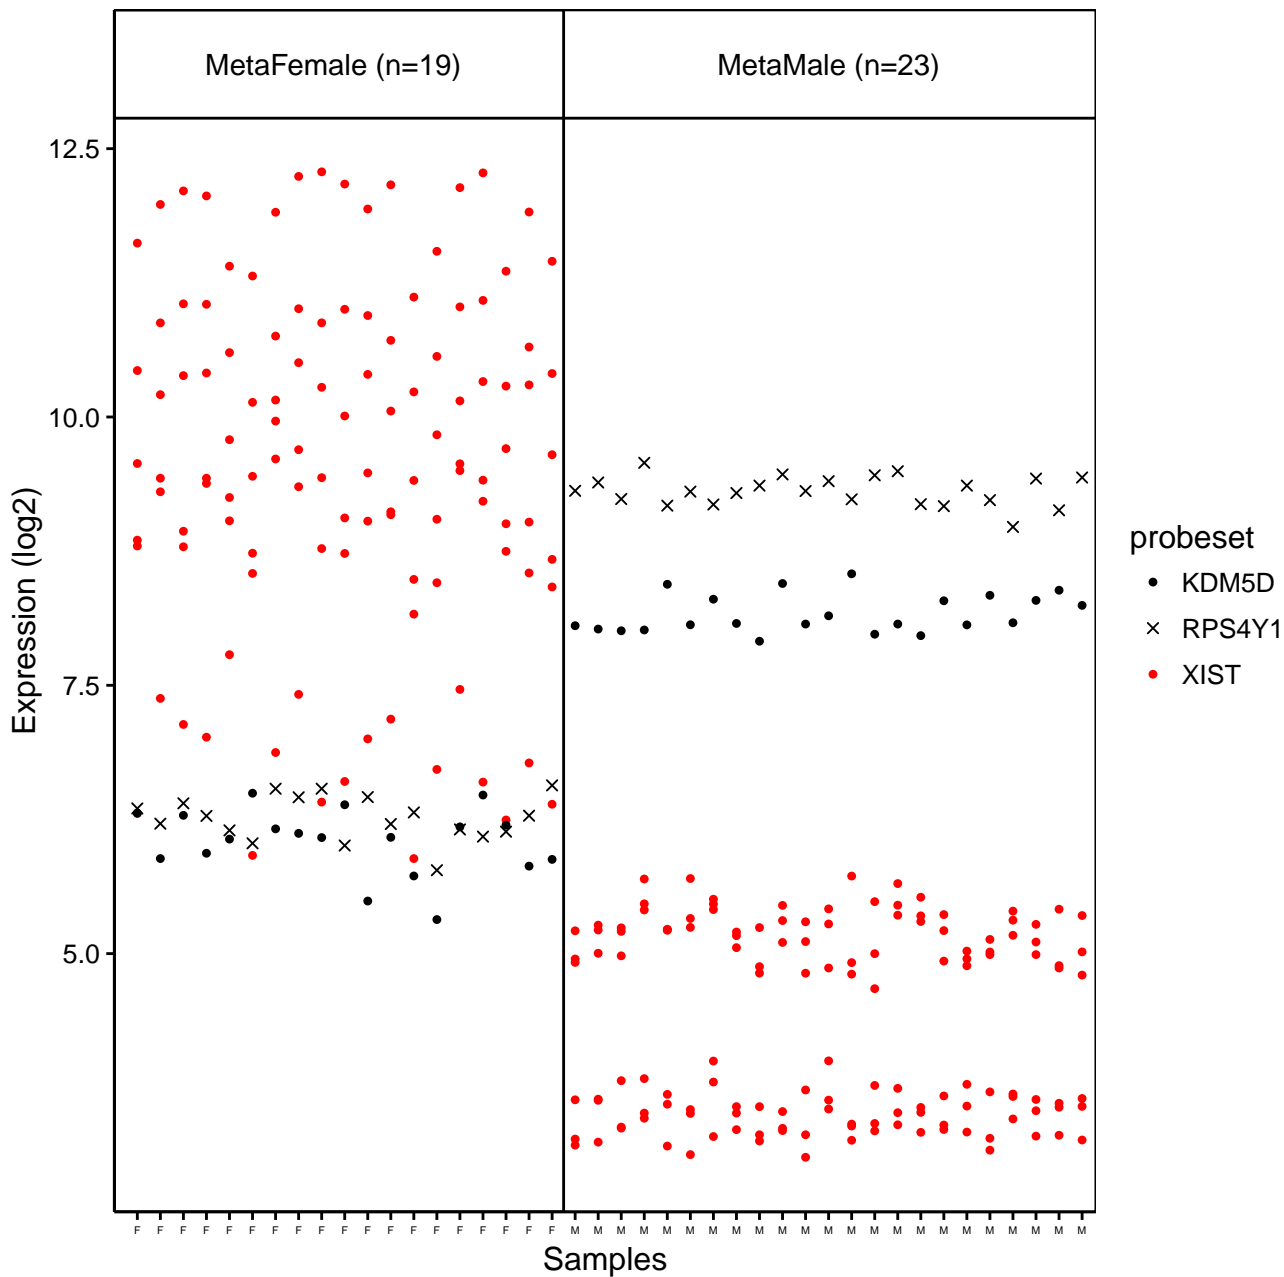 MetaFemale (n=19)
MetaMale (n=23)
12.5
10.0
7.5
5.0
Expression (log2)
F F F F F F F F F F F F F F F F F F F M M M M M M M M M M M M M M M M M M M M M M M
Samples
probeset
KDM5D
RPS4Y1
XIST